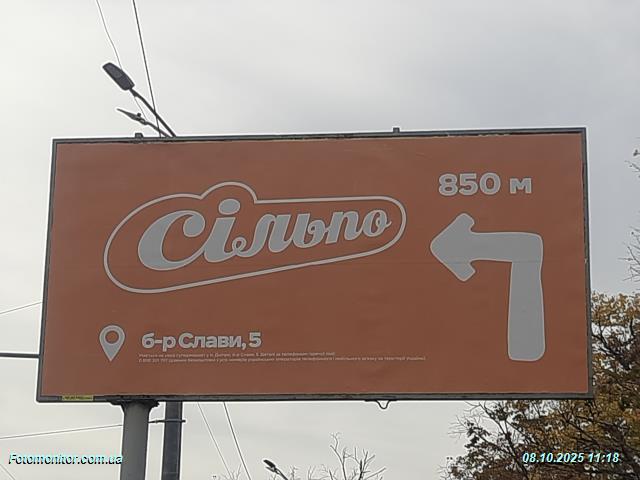 850 м
Сільпо
б-р Слави, 5
Fotomonitor.com.ua
08.10.2025 11:18